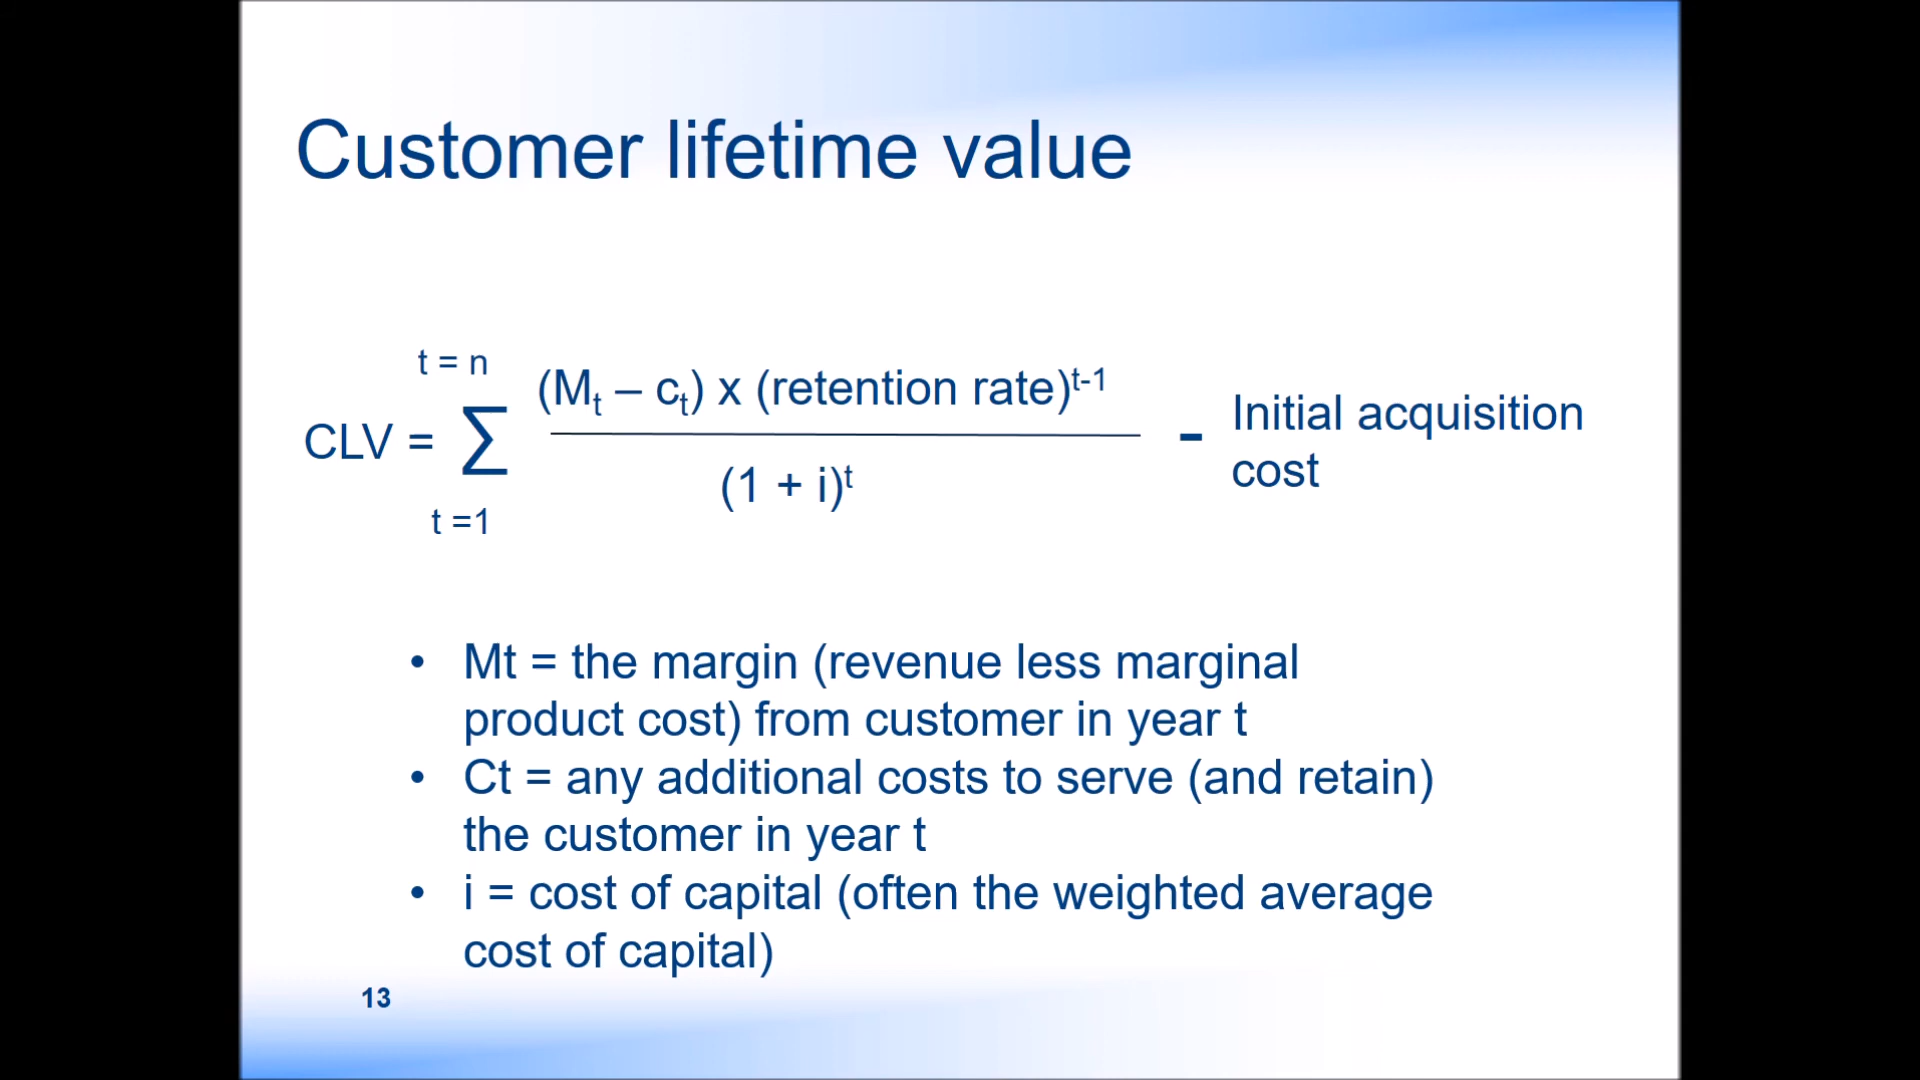 Customer lifetime value
t = n
(Mt – ct) x (retention rate)t-1
CLV = ∑
- Initial acquisition
cost
(1 + i)t
t =1
• Mt = the margin (revenue less marginal
product cost) from customer in year t
• Ct = any additional costs to serve (and retain)
the customer in year t
• i = cost of capital (often the weighted average
cost of capital)
13